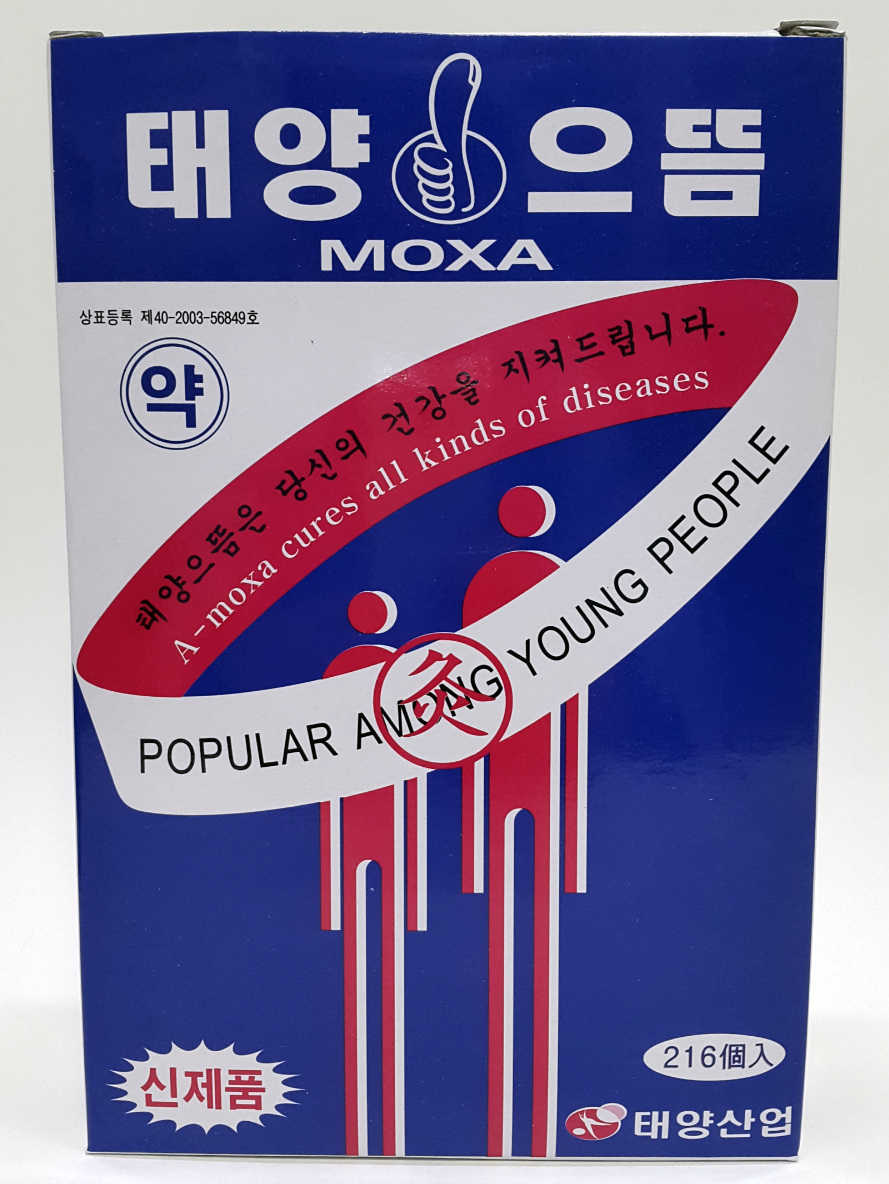 태양 으뜸
MOXA
상표등록 제40-2003-56849호
약
태양으뜸은 당신의 건강을 지켜드립니다.
A-moxa cures all kinds of diseases
POPULAR AMONG YOUNG PEOPLE
灸
신제품
216個入
태양산업